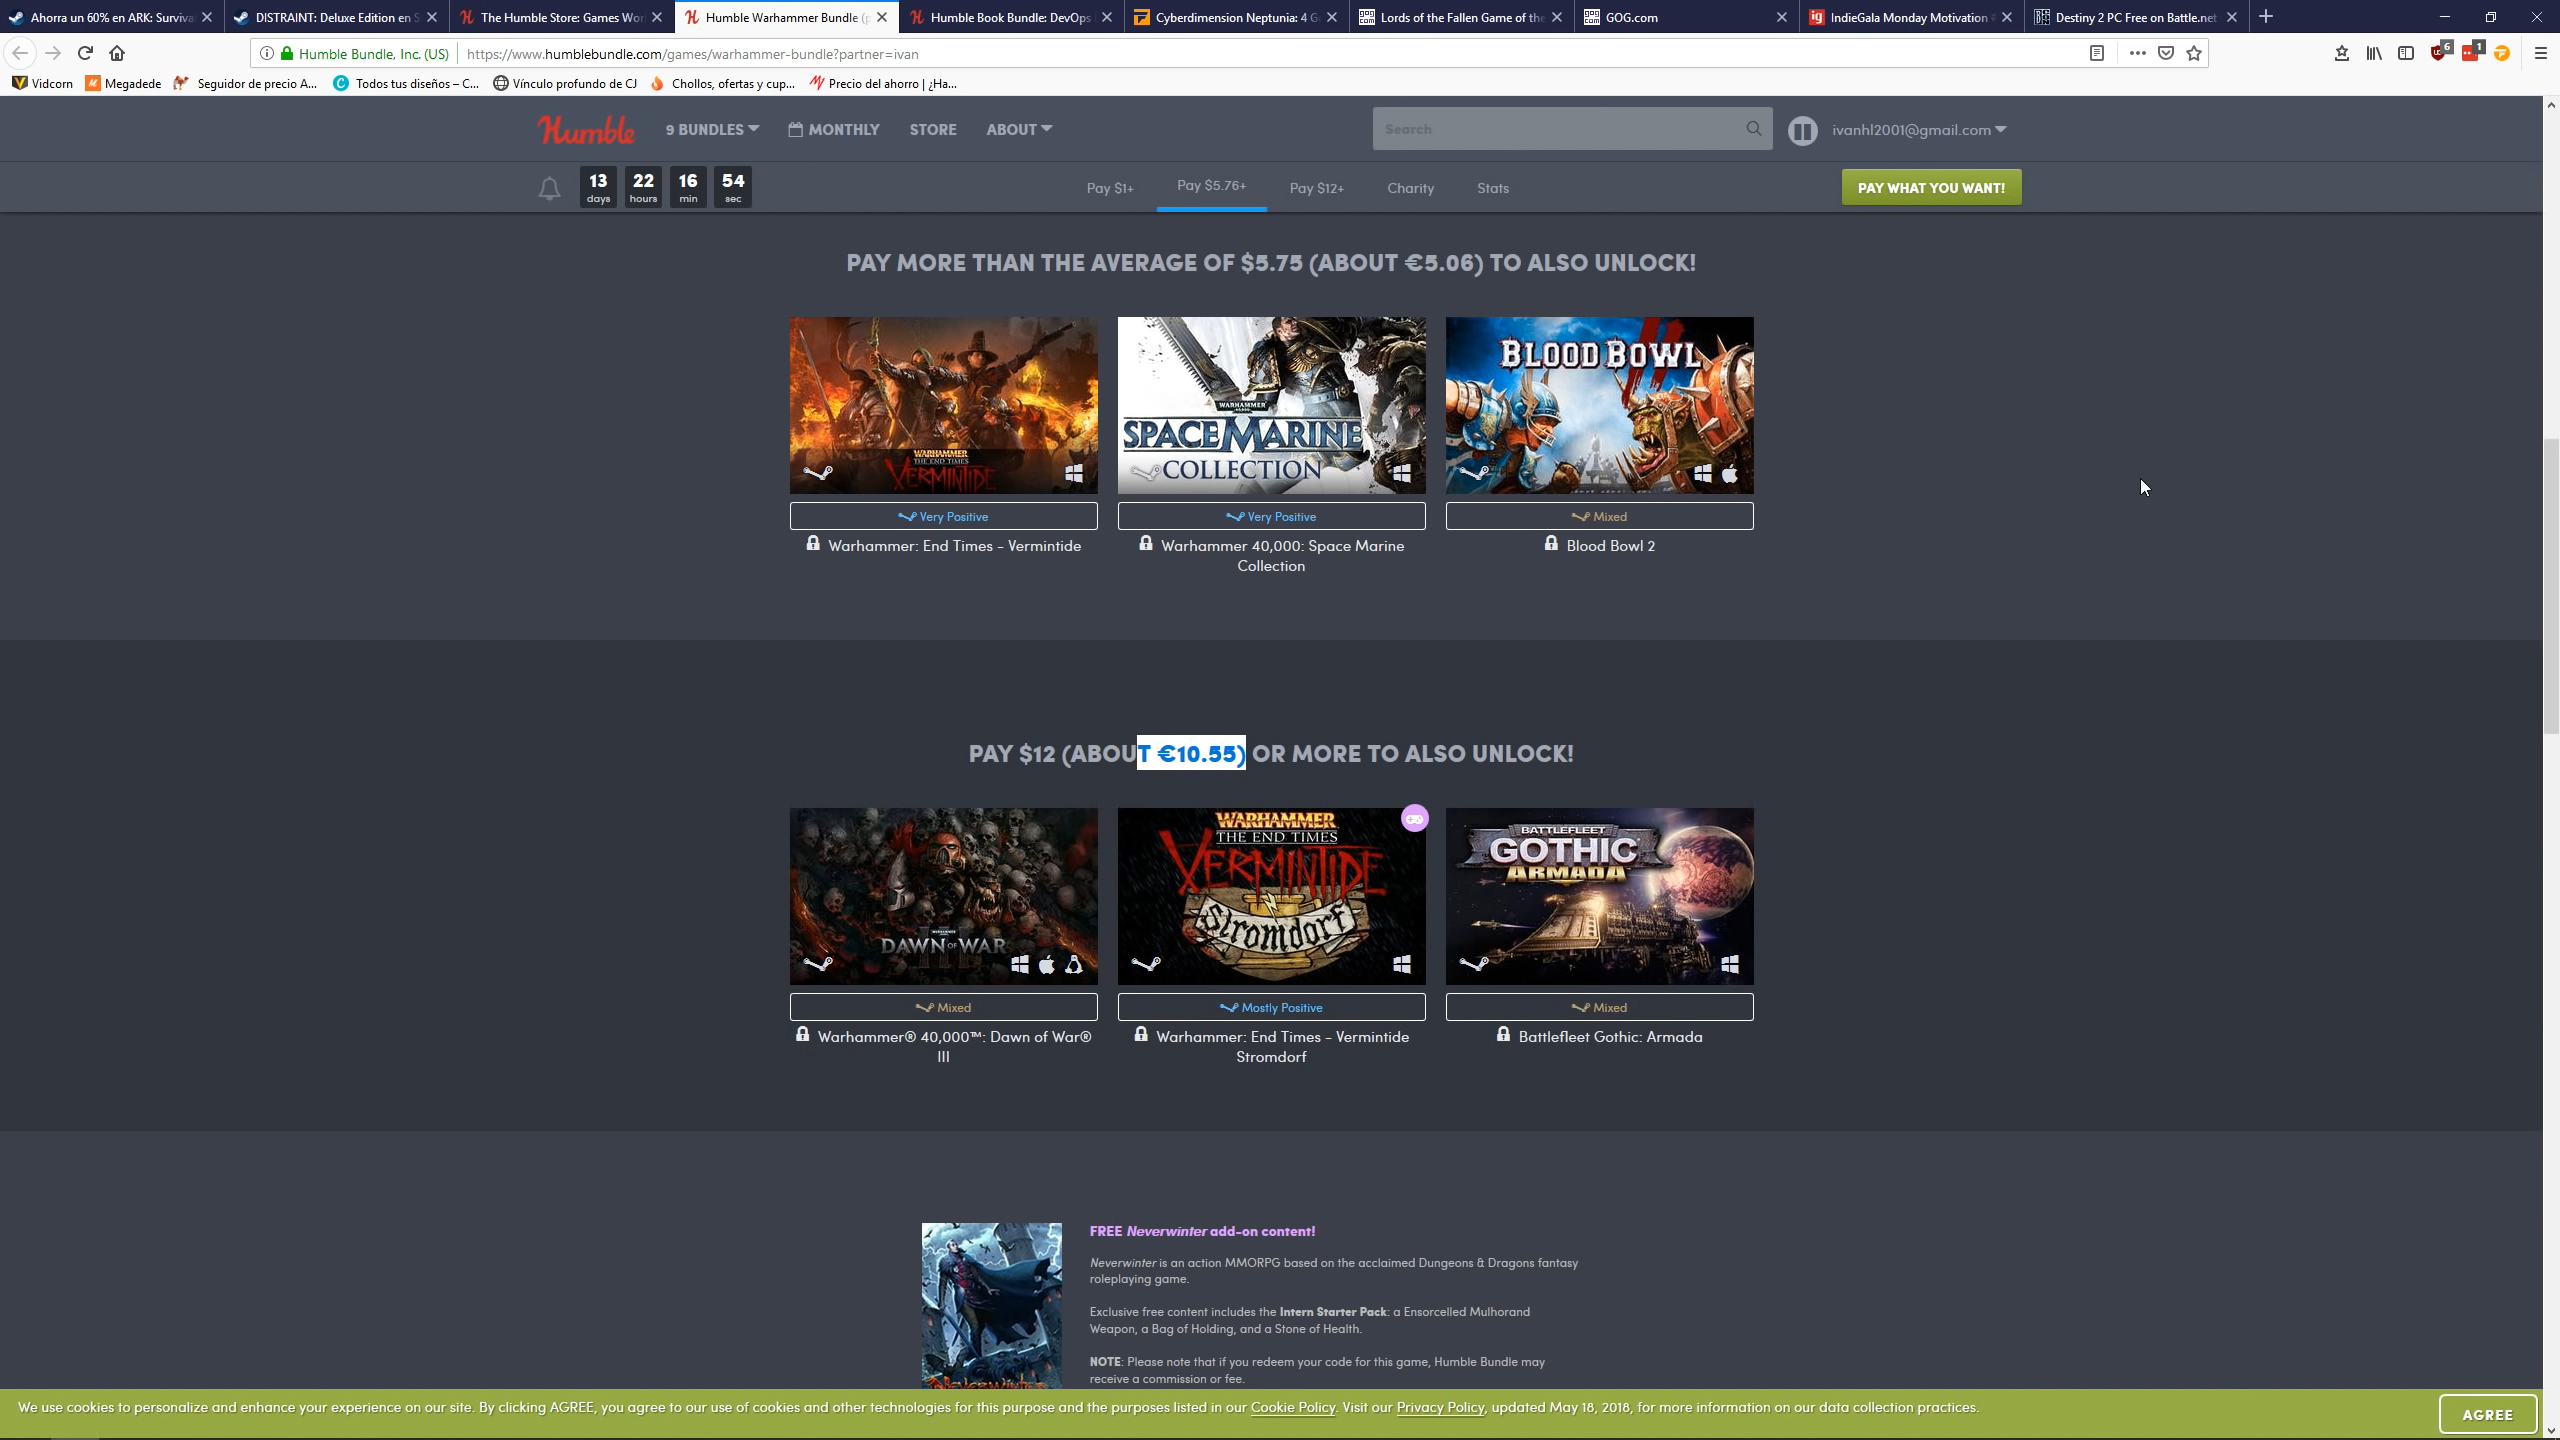 Ahorra un 60% en ARK: Surviva
DISTRAINT: Deluxe Edition en S
The Humble Store: Games Wor
Humble Warhammer Bundle (p
Humble Book Bundle: DevOps
Cyberdimension Neptunia: 4 G
Lords of the Fallen Game of the
GOG.com
IndieGala Monday Motivation
Destiny 2 PC Free on Battle.net
Humble Bundle, Inc. (US)
https://www.humblebundle.com/games/warhammer-bundle?partner=ivan
6
1
Vidcorn
Megadede
Seguidor de precio A...
Todos tus diseños – C...
Vínculo profundo de CJ
Chollos, ofertas y cup...
Precio del ahorro | ¿Ha...
Humble
9 BUNDLES
MONTHLY
STORE
ABOUT
Search
ivanhl2001@gmail.com
13 days
22 hours
16 min
54 sec
Pay $1+
Pay $5.76+
Pay $12+
Charity
Stats
PAY WHAT YOU WANT!
PAY MORE THAN THE AVERAGE OF $5.75 (ABOUT €5.06) TO ALSO UNLOCK!
WARHAMMER
THE END TIMES
VERMINTIDE
WARHAMMER
40,000
SPACE MARINE
COLLECTION
BLOOD BOWL II
Very Positive
Very Positive
Mixed
Warhammer: End Times - Vermintide
Warhammer 40,000: Space Marine
Collection
Blood Bowl 2
PAY $12 (ABOUT €10.55) OR MORE TO ALSO UNLOCK!
DAWN OF WAR
III
WARHAMMER
THE END TIMES
VERMINTIDE
Stromdorf
BATTLEFLEET
GOTHIC
ARMADA
Mixed
Mostly Positive
Mixed
Warhammer® 40,000™: Dawn of War®
III
Warhammer: End Times - Vermintide
Stromdorf
Battlefleet Gothic: Armada
FREE Neverwinter add-on content!
Neverwinter is an action MMORPG based on the acclaimed Dungeons & Dragons fantasy
roleplaying game.
Exclusive free content includes the Intern Starter Pack: a Ensorcelled Mulhorand
Weapon, a Bag of Holding, and a Stone of Health.
NOTE: Please note that if you redeem your code for this game, Humble Bundle may
receive a commission or fee.
NEVERWINTER
We use cookies to personalize and enhance your experience on our site. By clicking AGREE, you agree to our use of cookies and other technologies for this purpose and the purposes listed in our Cookie Policy. Visit our Privacy Policy, updated May 18, 2018, for more information on our data collection practices.
AGREE